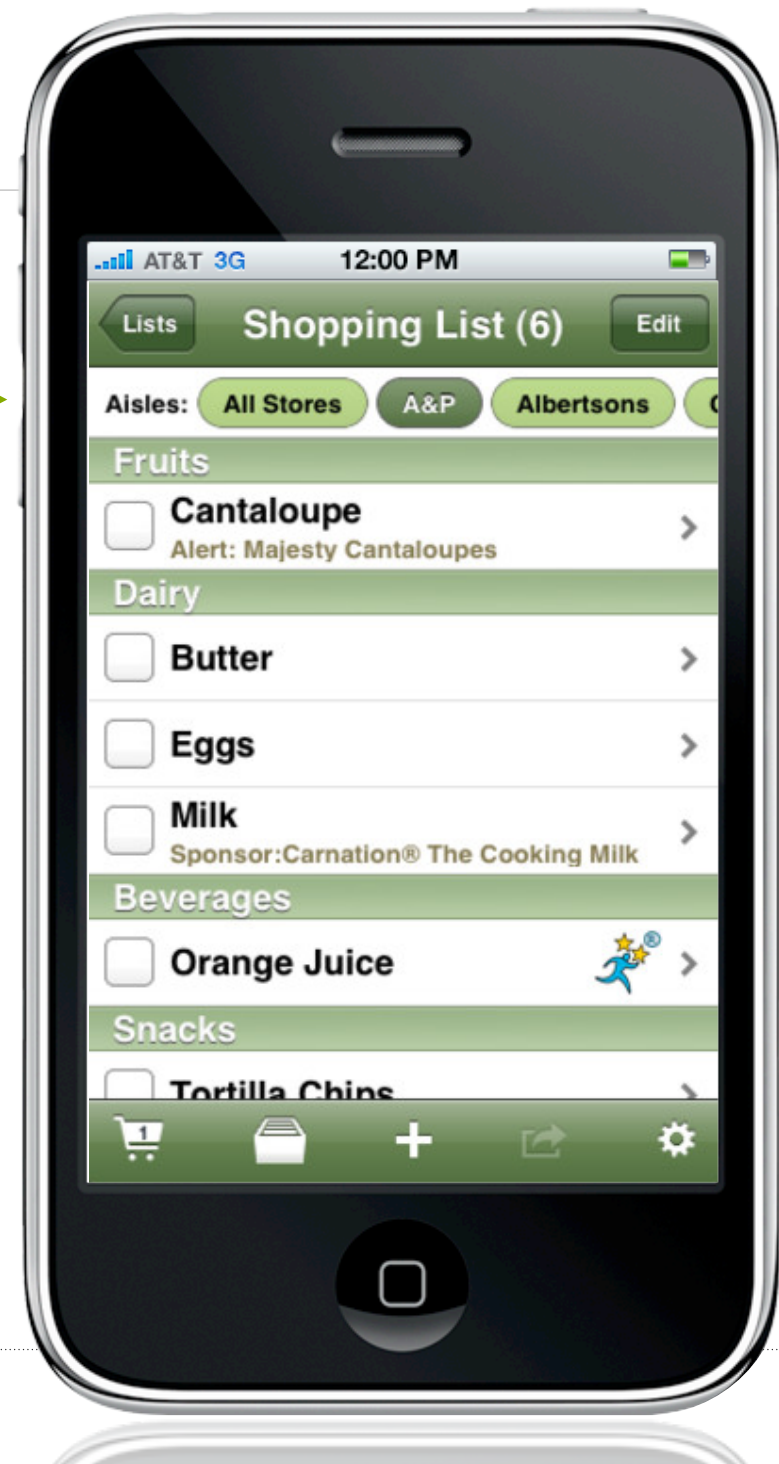 AT&T 3G 12:00 PM
Lists Shopping List (6) Edit
Aisles: All Stores A&P Albertsons
Fruits
Cantaloupe
Alert: Majesty Cantaloupes
Dairy
Butter
Eggs
Milk
Sponsor:Carnation® The Cooking Milk
Beverages
Orange Juice ®
Snacks
Tortilla Chips
1